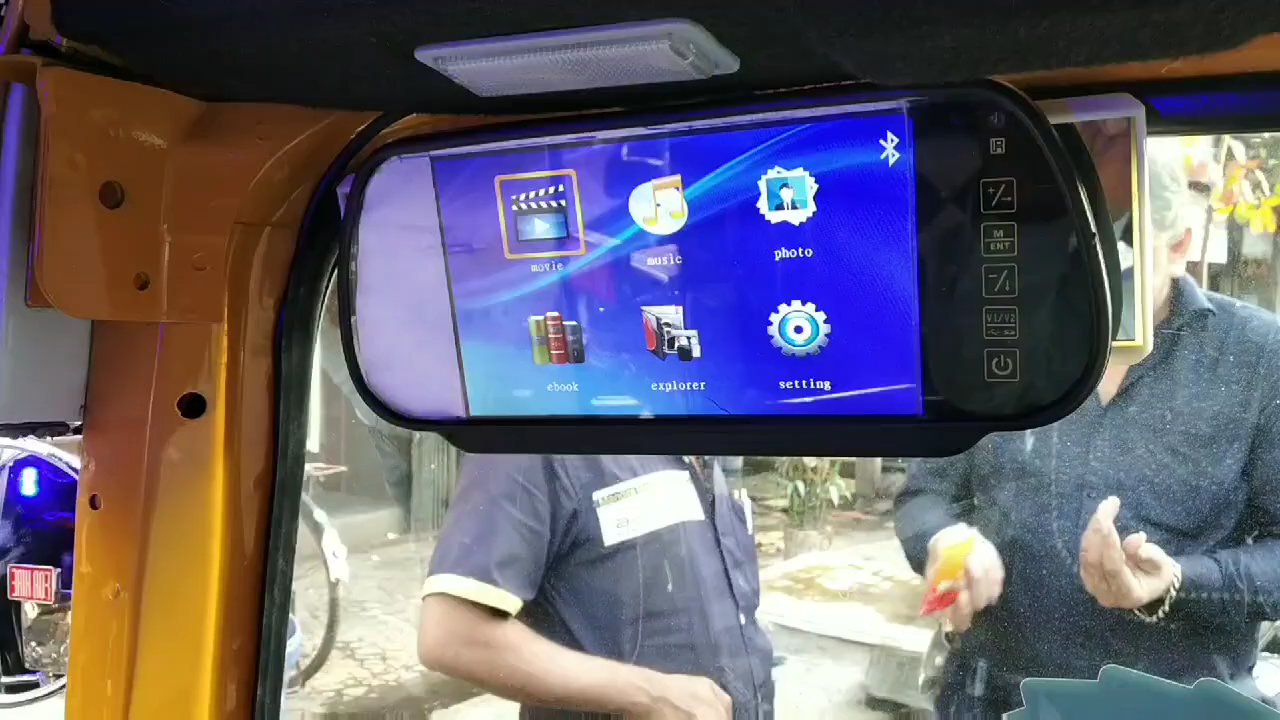 movie
music
photo
ebook
explorer
setting
+/
M
ENT
-/
V1/V2
FOR HIRE